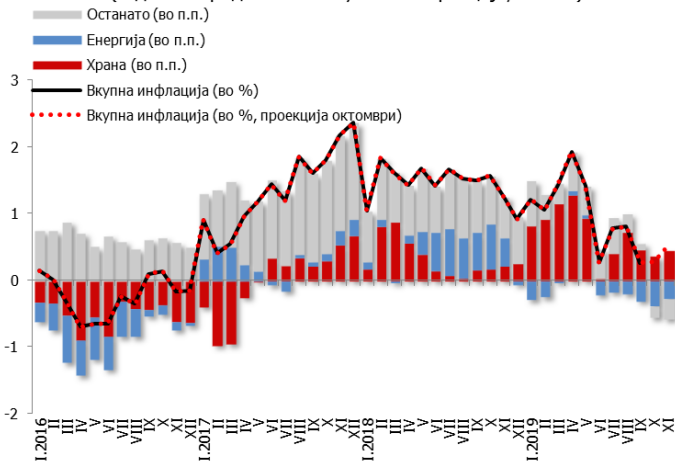 Останато (во п.п.)
Енергија (во п.п.)
Храна (во п.п.)
Вкупна инфлација (во %)
Вкупна инфлација (во %, проекција октомври)
3
2
1
0
-1
-2
I.2016 II III IV V VI VII VIII IX X XI XII I.2017 II III IV V VI VII VIII IX X XI XII I.2018 II III IV V VI VII VIII IX X XI XII I.2019 II III IV V VI VII VIII IX X XI